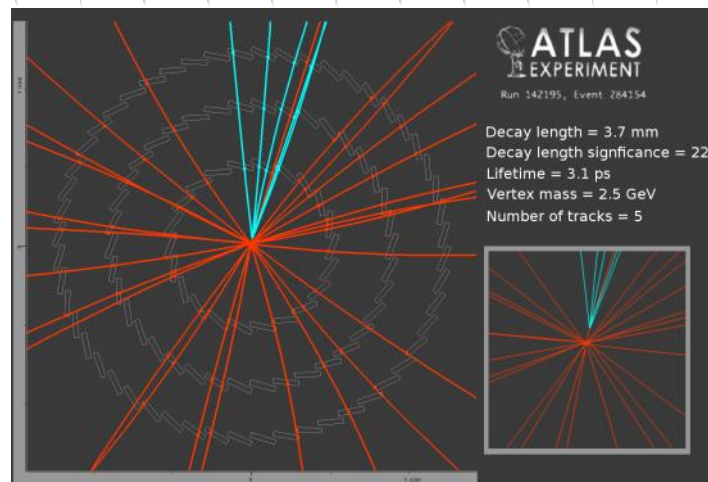 ATLAS
EXPERIMENT
Run 142195, Event 284154
Decay length = 3.7 mm
Decay length signficance = 22
Lifetime = 3.1 ps
Vertex mass = 2.5 GeV
Number of tracks = 5